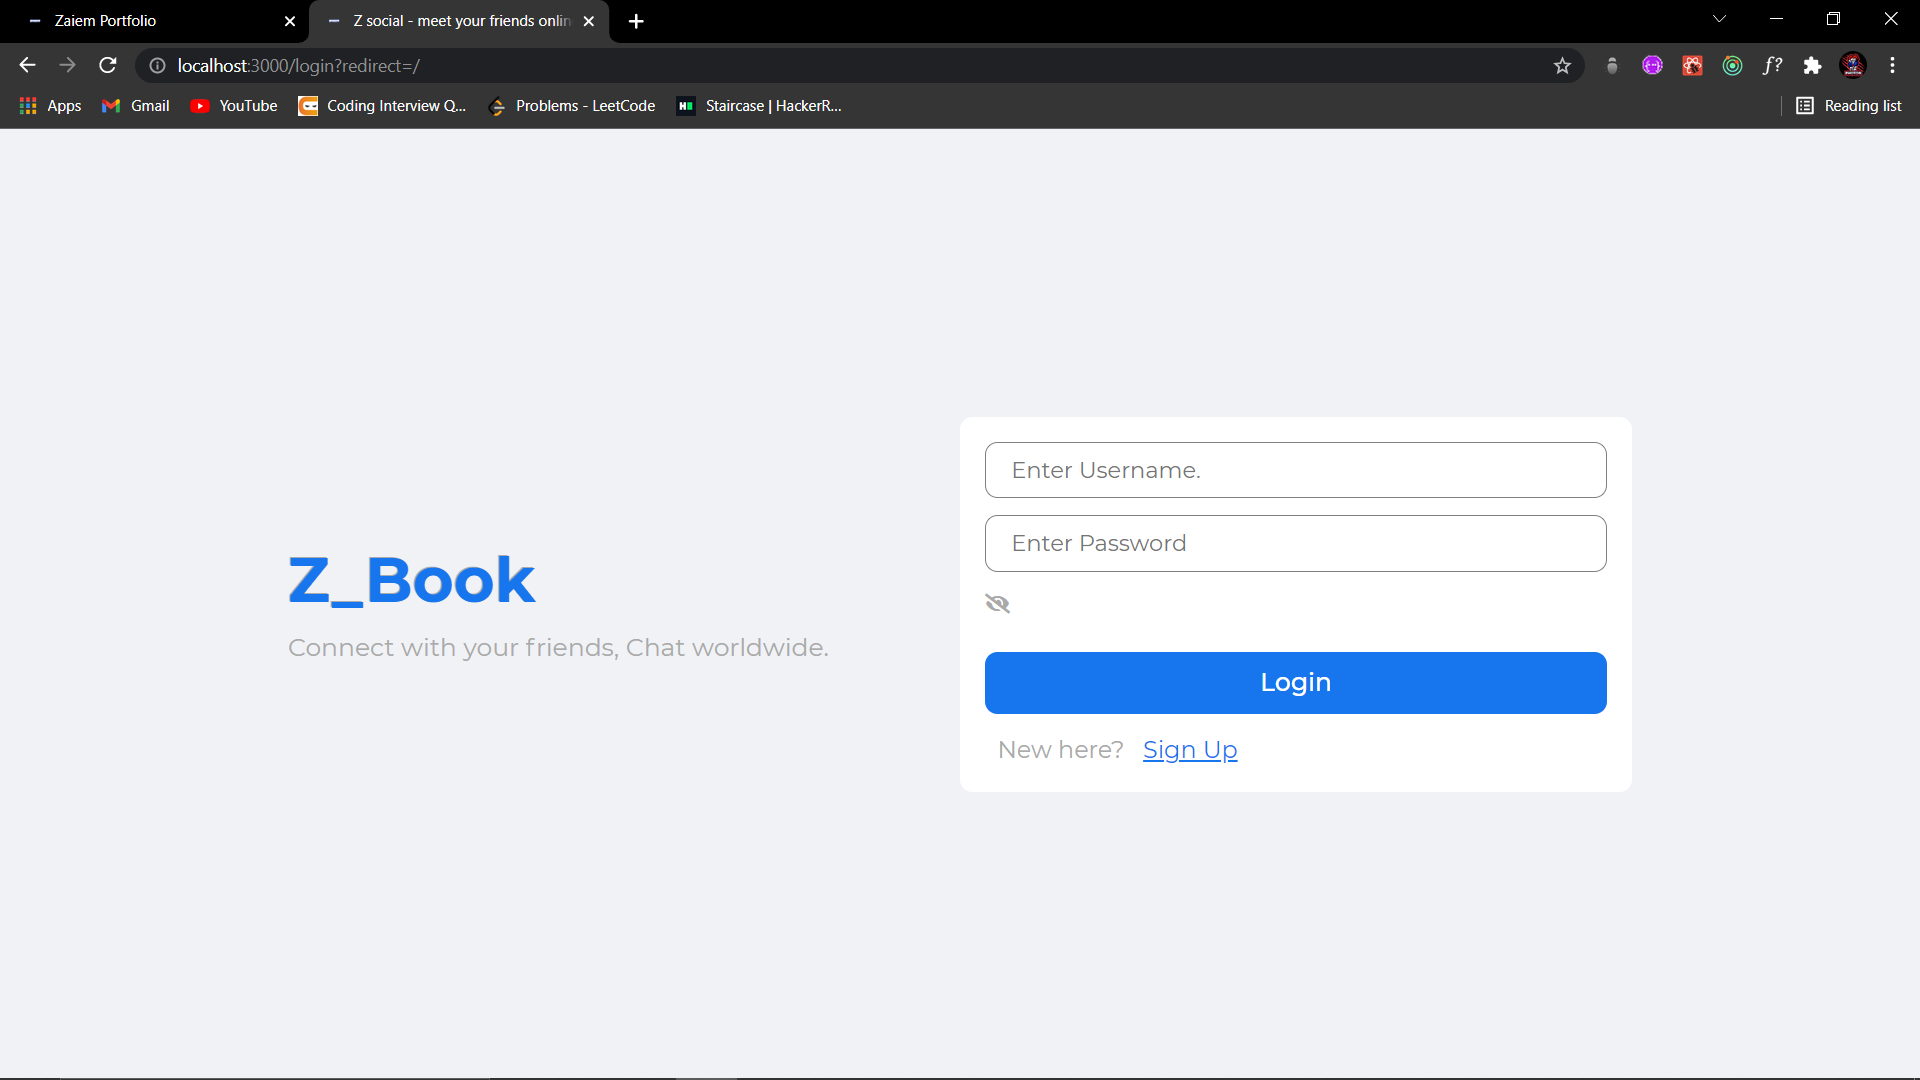 Zaiem Portfolio
Z social - meet your friends onlin
localhost:3000/login?redirect=/
f?
Apps
Gmail
YouTube
Coding Interview Q...
Problems - LeetCode
Staircase | HackerR...
Reading list
Z_Book
Connect with your friends, Chat worldwide.
Enter Username.
Enter Password
Login
New here? Sign Up